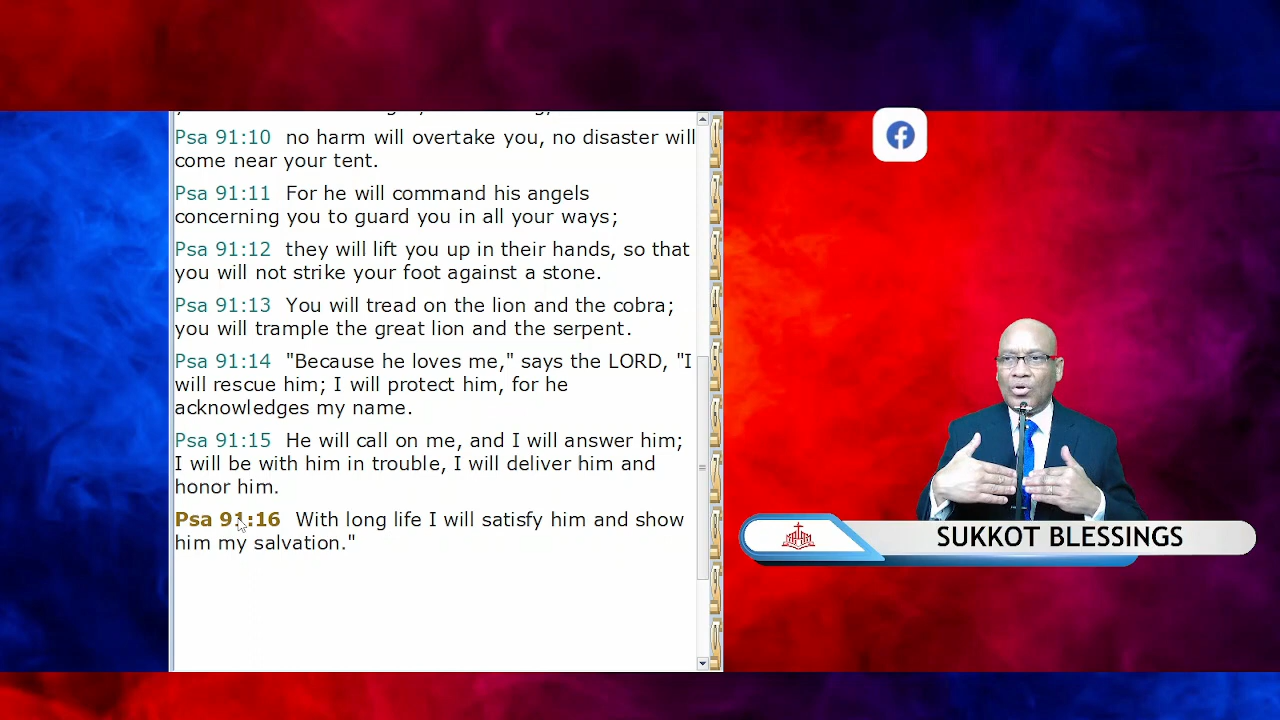 Psa 91:10 no harm will overtake you, no disaster will
come near your tent.
Psa 91:11 For he will command his angels
concerning you to guard you in all your ways;
Psa 91:12 they will lift you up in their hands, so that
you will not strike your foot against a stone.
Psa 91:13 You will tread on the lion and the cobra;
you will trample the great lion and the serpent.
Psa 91:14 "Because he loves me," says the LORD, "I
will rescue him; I will protect him, for he
acknowledges my name.
Psa 91:15 He will call on me, and I will answer him;
I will be with him in trouble, I will deliver him and
honor him.
Psa 91:16 With long life I will satisfy him and show
him my salvation."
SUKKOT BLESSINGS